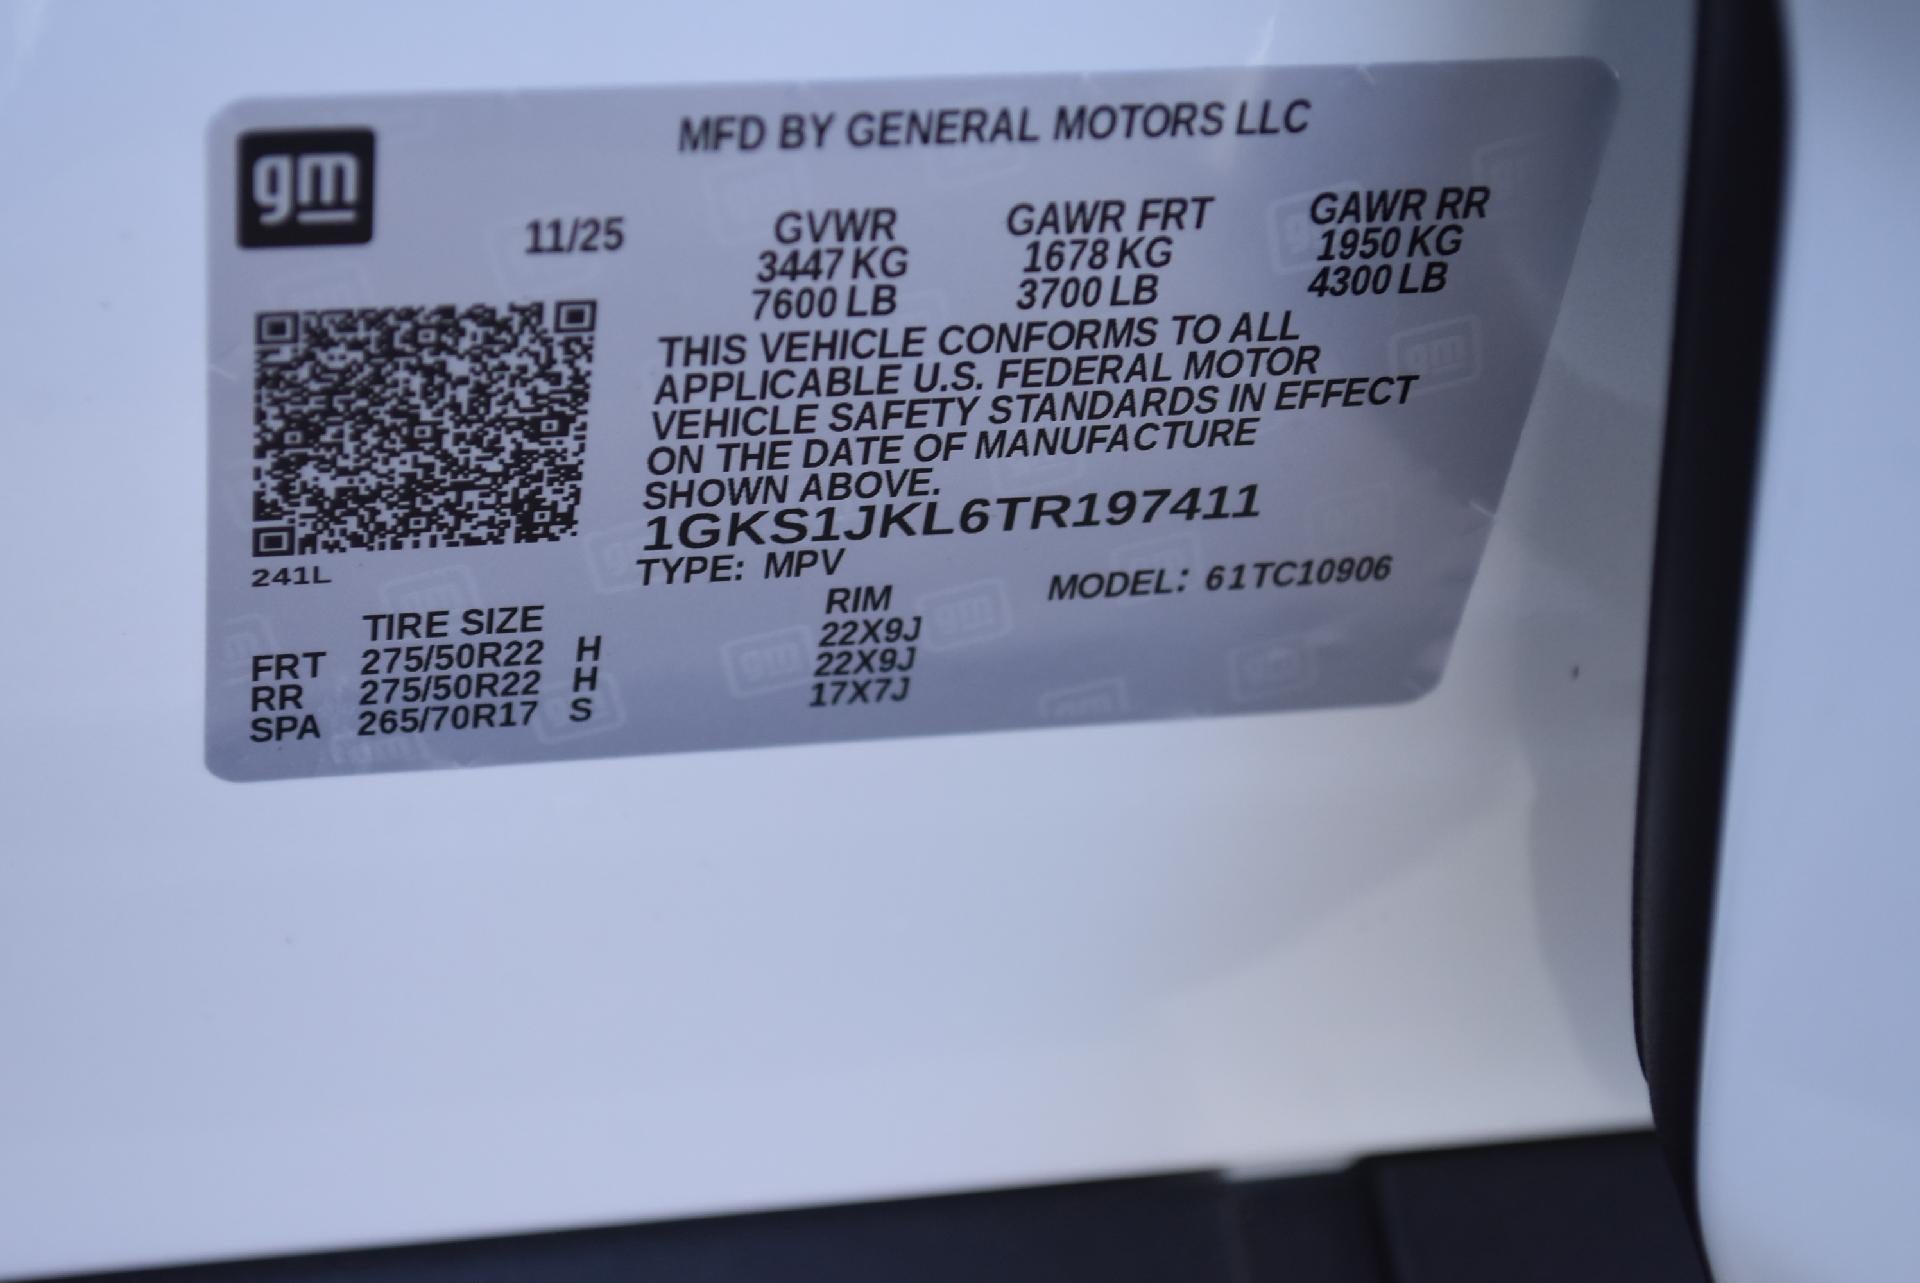 gm
MFD BY GENERAL MOTORS LLC
11/25 GVWR GAWR FRT GAWR RR
3447 KG 1678 KG 1950 KG
7600 LB 3700 LB 4300 LB
THIS VEHICLE CONFORMS TO ALL
APPLICABLE U.S. FEDERAL MOTOR
VEHICLE SAFETY STANDARDS IN EFFECT
ON THE DATE OF MANUFACTURE
SHOWN ABOVE.
1GKS1JKL6TR197411
TYPE: MPV MODEL: 61TC10906
241L
TIRE SIZE RIM
FRT 275/50R22 H 22X9J
RR 275/50R22 H 22X9J
SPA 265/70R17 S 17X7J